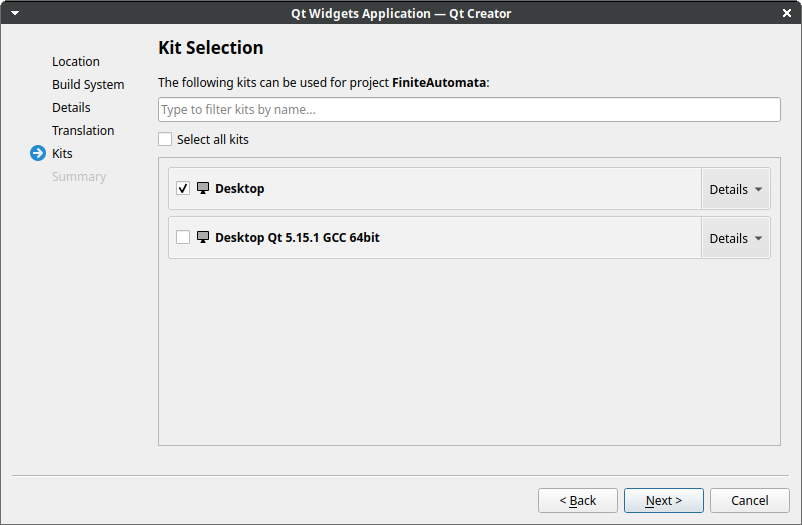 Qt Widgets Application — Qt Creator
Location
Build System
Details
Translation
Kits
Summary
Kit Selection
The following kits can be used for project FiniteAutomata:
Type to filter kits by name...
Select all kits
Desktop
Details
Desktop Qt 5.15.1 GCC 64bit
Details
< Back
Next >
Cancel